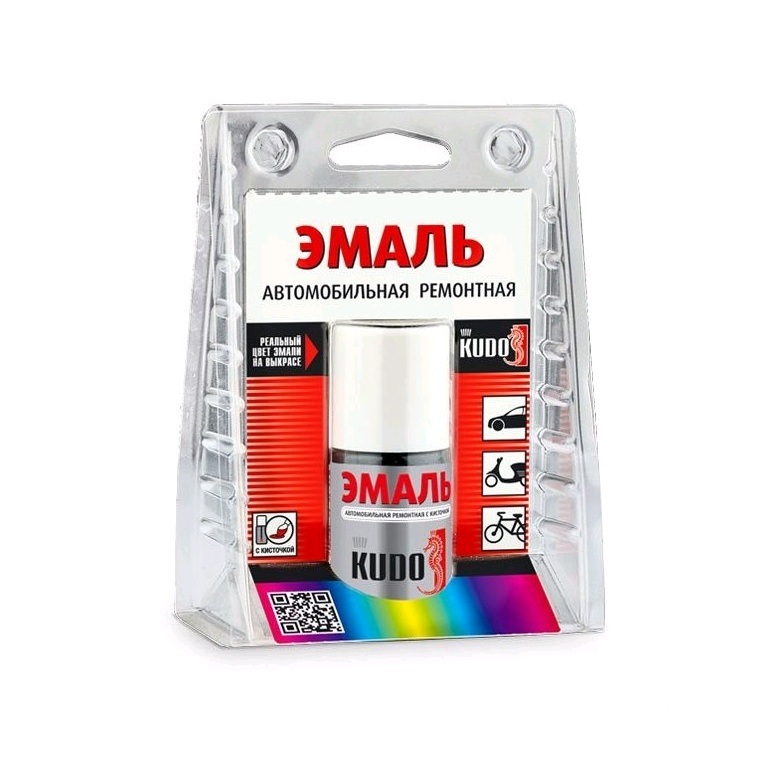 ЭМАЛЬ
АВТОМОБИЛЬНАЯ РЕМОНТНАЯ
РЕАЛЬНЫЙ
ЦВЕТ ЭМАЛИ
НА ВЫКРАСЕ
KUDO
ЭМАЛЬ
АВТОМОБИЛЬНАЯ РЕМОНТНАЯ С КИСТОЧКОЙ
KUDO
С КИСТОЧКОЙ